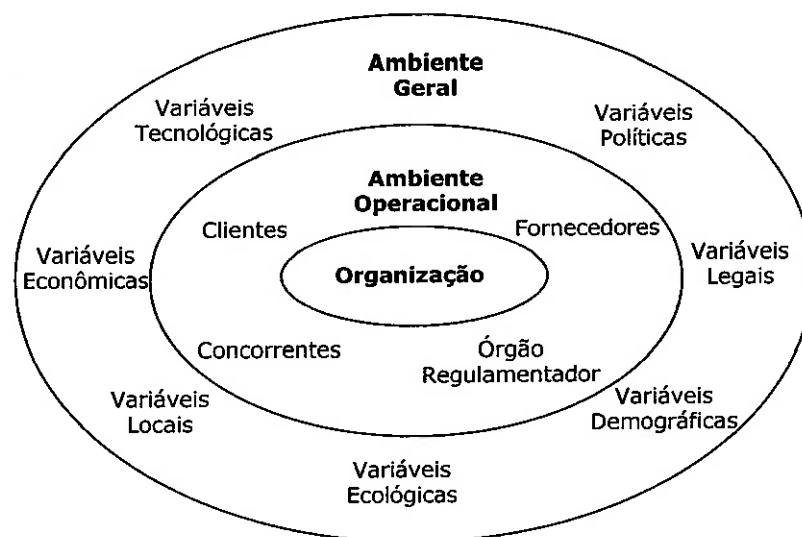 Ambiente
Geral
Variáveis
Tecnológicas
Variáveis
Políticas
Ambiente
Operacional
Clientes
Fornecedores
Variáveis
Econômicas
Organização
Variáveis
Legais
Concorrentes
Órgão
Regulamentador
Variáveis
Locais
Variáveis
Demográficas
Variáveis
Ecológicas